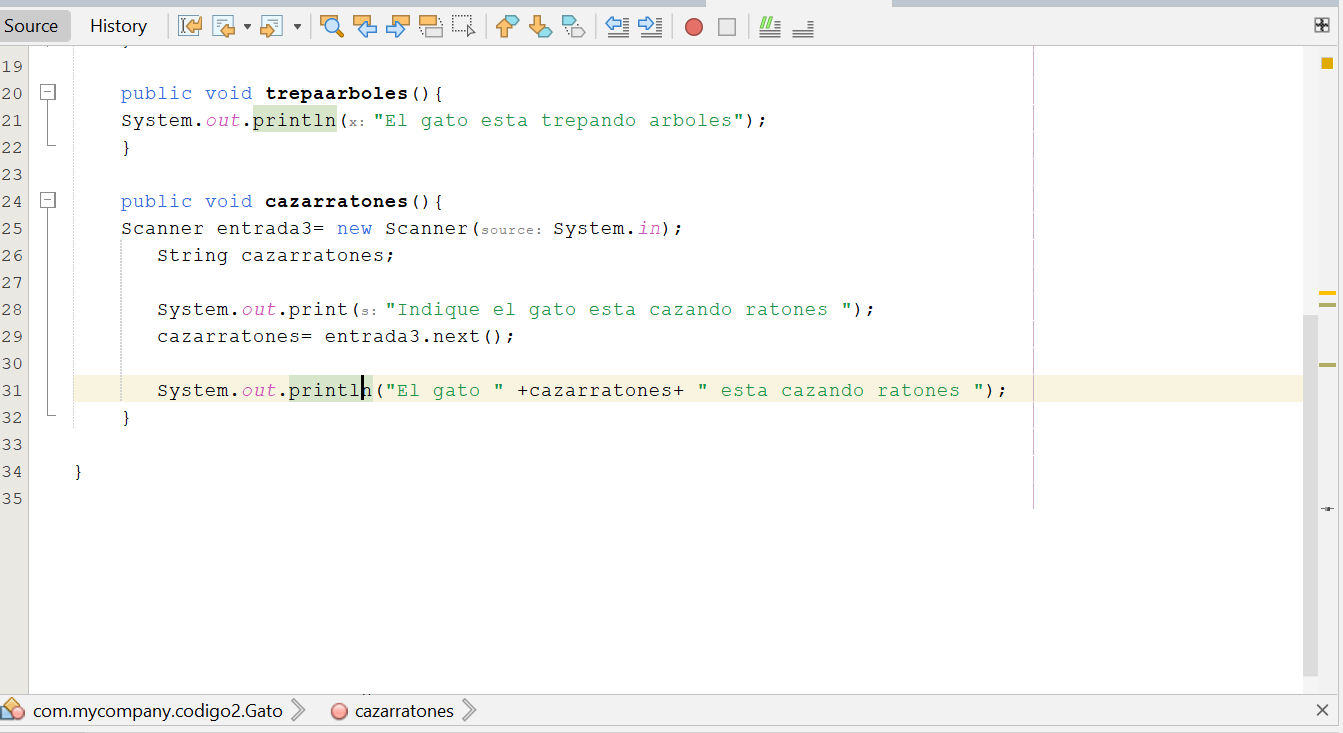 Source History
19
20 public void trepaarboles(){
21 System.out.println(x: "El gato esta trepando arboles");
22 }
23
24 public void cazarratones(){
25 Scanner entrada3= new Scanner(source: System.in);
26 String cazarratones;
27
28 System.out.print(s: "Indique el gato esta cazando ratones ");
29 cazarratones= entrada3.next();
30
31 System.out.println("El gato " +cazarratones+ " esta cazando ratones ");
32 }
33
34 }
35
com.mycompany.codigo2.Gato cazarratones